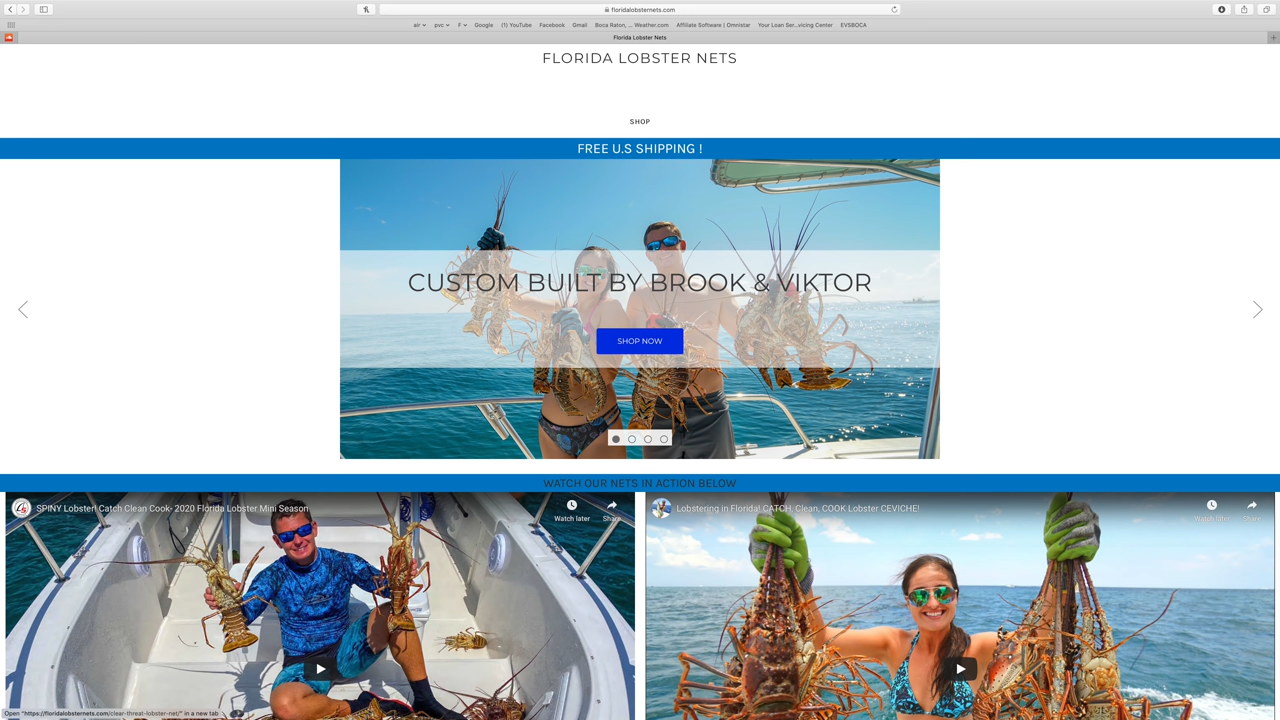 floridalobsternets.com
air pvc F Google (1) YouTube Facebook Gmail Boca Raton, ... Weather.com Affiliate Software | Omnistar Your Loan Ser...vicing Center EVSBOCA
Florida Lobster Nets
FLORIDA LOBSTER NETS
SHOP
FREE U.S SHIPPING !
CUSTOM BUILT BY BROOK & VIKTOR
SHOP NOW
WATCH OUR NETS IN ACTION BELOW
SPINY Lobster! Catch Clean Cook- 2020 Florida Lobster Mini Season
Watch later Share
Lobstering in Florida! CATCH, Clean, COOK Lobster CEVICHE!
Watch later Share
Open "https://floridalobsternets.com/clear-threat-lobster-net/" in a new tab